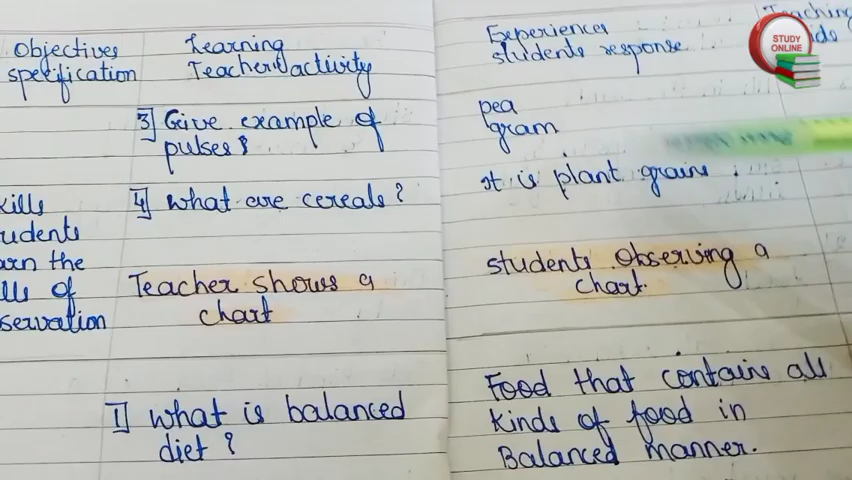 Objectives
specification
Learning
Teacher's activity
Experiences
students response
Teaching
STUDY
ONLINE
3] Give example of
pulses?
pea
gram
4] what are cereals?
It is plant grains
kills
udents
arn the
lls of
servation
Teacher shows a
chart
students observing a
chart.
1] what is balanced
diet?
Food that contains all
kinds of food in
Balanced manner.